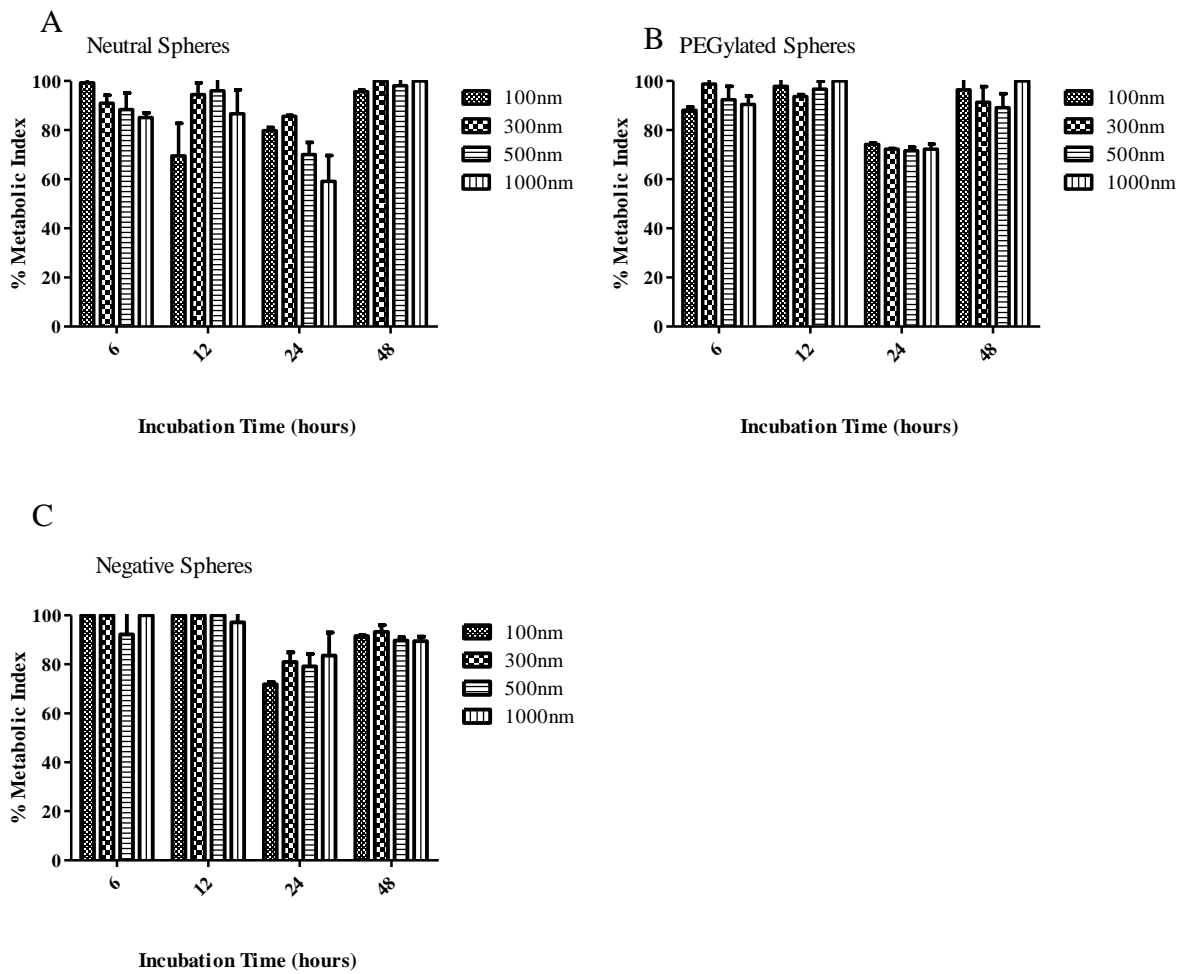 A
Neutral Spheres
% Metabolic Index
100
80
60
40
20
0
6
12
24
48
Incubation Time (hours)
100nm
300nm
500nm
1000nm
B
PEGylated Spheres
% Metabolic Index
100
80
60
40
20
0
6
12
24
48
Incubation Time (hours)
100nm
300nm
500nm
1000nm
C
Negative Spheres
% Metabolic Index
100
80
60
40
20
0
6
12
24
48
Incubation Time (hours)
100nm
300nm
500nm
1000nm